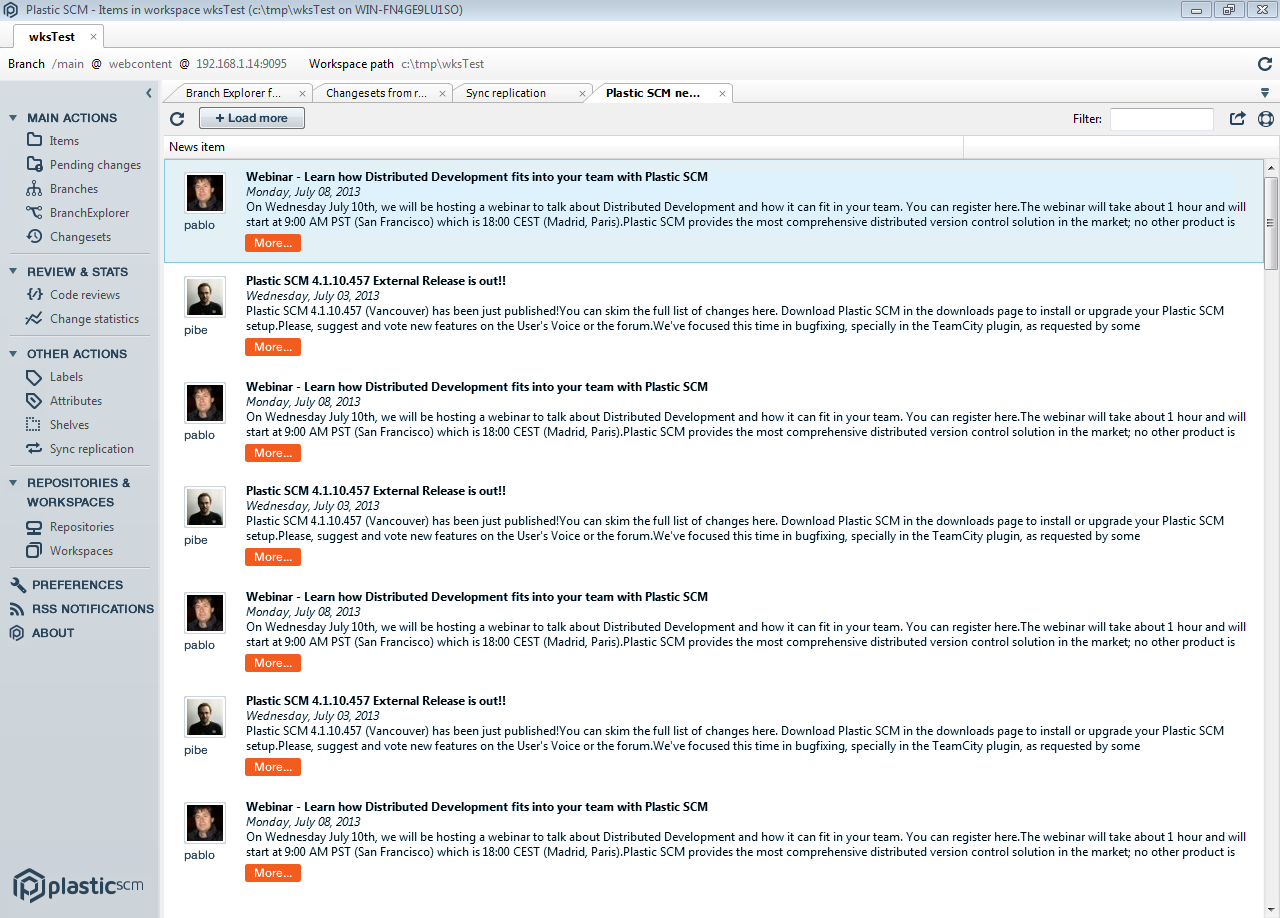 Plastic SCM - Items in workspace wksTest (c:\tmp\wksTest on WIN-FN4GE9LU1SO)
wksTest
Branch /main @ webcontent @ 192.168.1.14:9095 Workspace path c:\tmp\wksTest
Branch Explorer f... Changesets from r... Sync replication Plastic SCM ne...
+ Load more Filter:
News item
MAIN ACTIONS
Items
Pending changes
Branches
BranchExplorer
Changesets
REVIEW & STATS
Code reviews
Change statistics
OTHER ACTIONS
Labels
Attributes
Shelves
Sync replication
REPOSITORIES &
WORKSPACES
Repositories
Workspaces
PREFERENCES
RSS NOTIFICATIONS
ABOUT
plastic scm
Webinar - Learn how Distributed Development fits into your team with Plastic SCM
Monday, July 08, 2013
On Wednesday July 10th, we will be hosting a webinar to talk about Distributed Development and how it can fit in your team. You can register here.The webinar will take about 1 hour and will
start at 9:00 AM PST (San Francisco) which is 18:00 CEST (Madrid, Paris).Plastic SCM provides the most comprehensive distributed version control solution in the market; no other product is
pablo
More...
Plastic SCM 4.1.10.457 External Release is out!!
Wednesday, July 03, 2013
Plastic SCM 4.1.10.457 (Vancouver) has been just published!You can skim the full list of changes here. Download Plastic SCM in the downloads page to install or upgrade your Plastic SCM
setup.Please, suggest and vote new features on the User's Voice or the forum.We've focused this time in bugfixing, specially in the TeamCity plugin, as requested by some
pibe
More...
Webinar - Learn how Distributed Development fits into your team with Plastic SCM
Monday, July 08, 2013
On Wednesday July 10th, we will be hosting a webinar to talk about Distributed Development and how it can fit in your team. You can register here.The webinar will take about 1 hour and will
start at 9:00 AM PST (San Francisco) which is 18:00 CEST (Madrid, Paris).Plastic SCM provides the most comprehensive distributed version control solution in the market; no other product is
pablo
More...
Plastic SCM 4.1.10.457 External Release is out!!
Wednesday, July 03, 2013
Plastic SCM 4.1.10.457 (Vancouver) has been just published!You can skim the full list of changes here. Download Plastic SCM in the downloads page to install or upgrade your Plastic SCM
setup.Please, suggest and vote new features on the User's Voice or the forum.We've focused this time in bugfixing, specially in the TeamCity plugin, as requested by some
pibe
More...
Webinar - Learn how Distributed Development fits into your team with Plastic SCM
Monday, July 08, 2013
On Wednesday July 10th, we will be hosting a webinar to talk about Distributed Development and how it can fit in your team. You can register here.The webinar will take about 1 hour and will
start at 9:00 AM PST (San Francisco) which is 18:00 CEST (Madrid, Paris).Plastic SCM provides the most comprehensive distributed version control solution in the market; no other product is
pablo
More...
Plastic SCM 4.1.10.457 External Release is out!!
Wednesday, July 03, 2013
Plastic SCM 4.1.10.457 (Vancouver) has been just published!You can skim the full list of changes here. Download Plastic SCM in the downloads page to install or upgrade your Plastic SCM
setup.Please, suggest and vote new features on the User's Voice or the forum.We've focused this time in bugfixing, specially in the TeamCity plugin, as requested by some
pibe
More...
Webinar - Learn how Distributed Development fits into your team with Plastic SCM
Monday, July 08, 2013
On Wednesday July 10th, we will be hosting a webinar to talk about Distributed Development and how it can fit in your team. You can register here.The webinar will take about 1 hour and will
start at 9:00 AM PST (San Francisco) which is 18:00 CEST (Madrid, Paris).Plastic SCM provides the most comprehensive distributed version control solution in the market; no other product is
pablo
More...